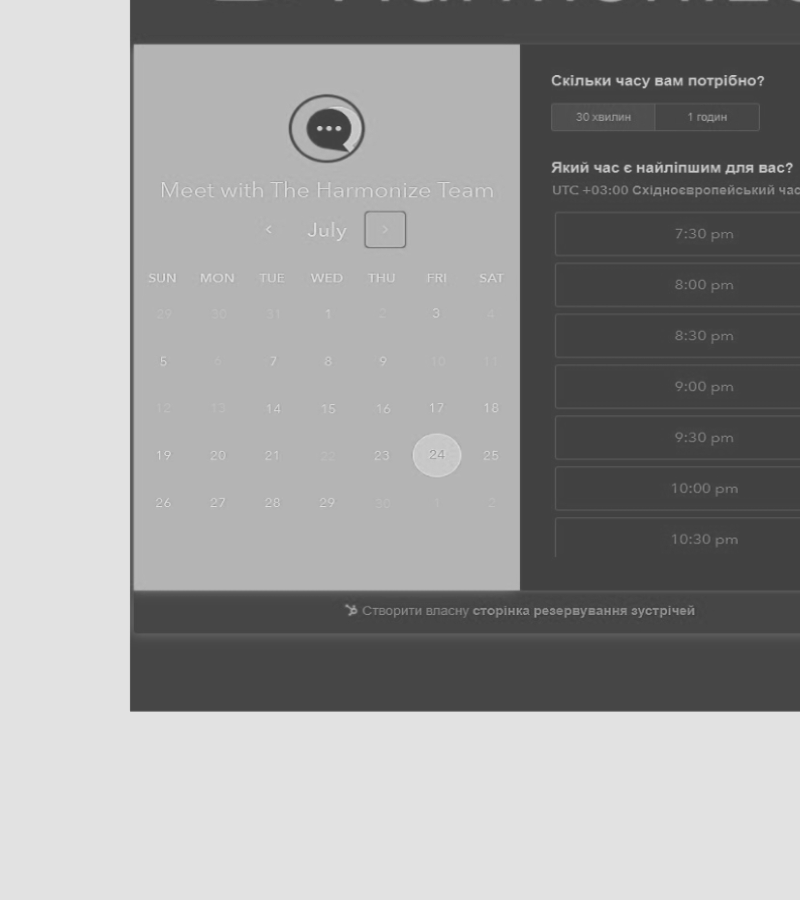 Meet with The Harmonize Team
‹ July ›
SUN MON TUE WED THU FRI SAT
29 30 31 1 2 3 4
5 6 7 8 9 10 11
12 13 14 15 16 17 18
19 20 21 22 23 24 25
26 27 28 29 30 1 2
Скільки часу вам потрібно?
30 хвилин 1 годин
Який час є найліпшим для вас?
UTC +03:00 Східноєвропейський
7:30 pm
8:00 pm
8:30 pm
9:00 pm
9:30 pm
10:00 pm
10:30 pm
Створити власну сторінка резервування зустрічей